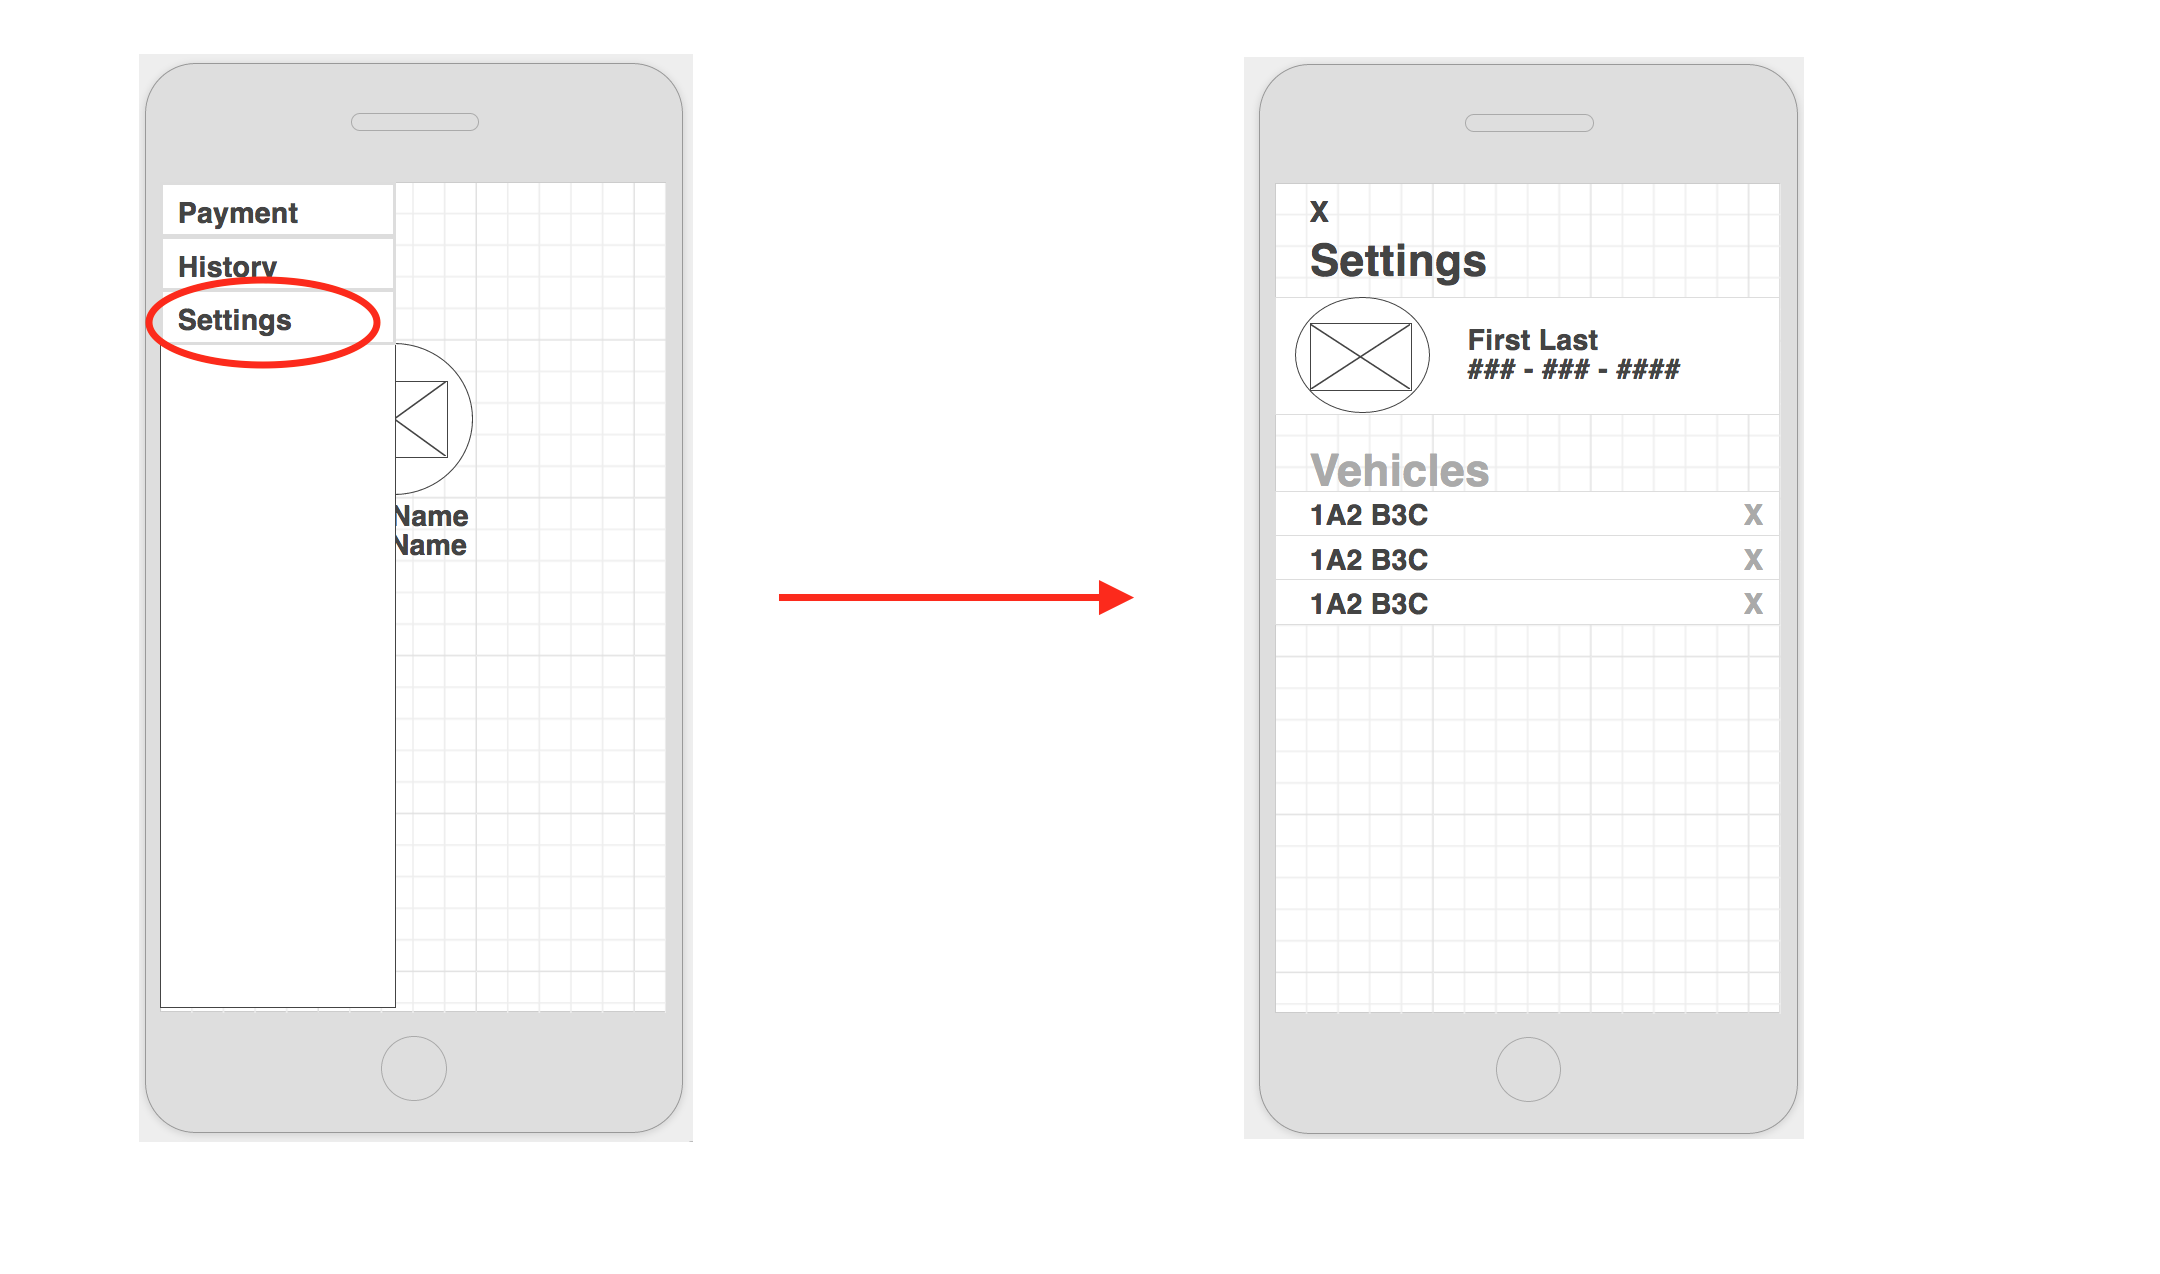 Payment
History
Settings
Name
Name
X
Settings
First Last
### - ### - ####
Vehicles
1A2 B3C X
1A2 B3C X
1A2 B3C X